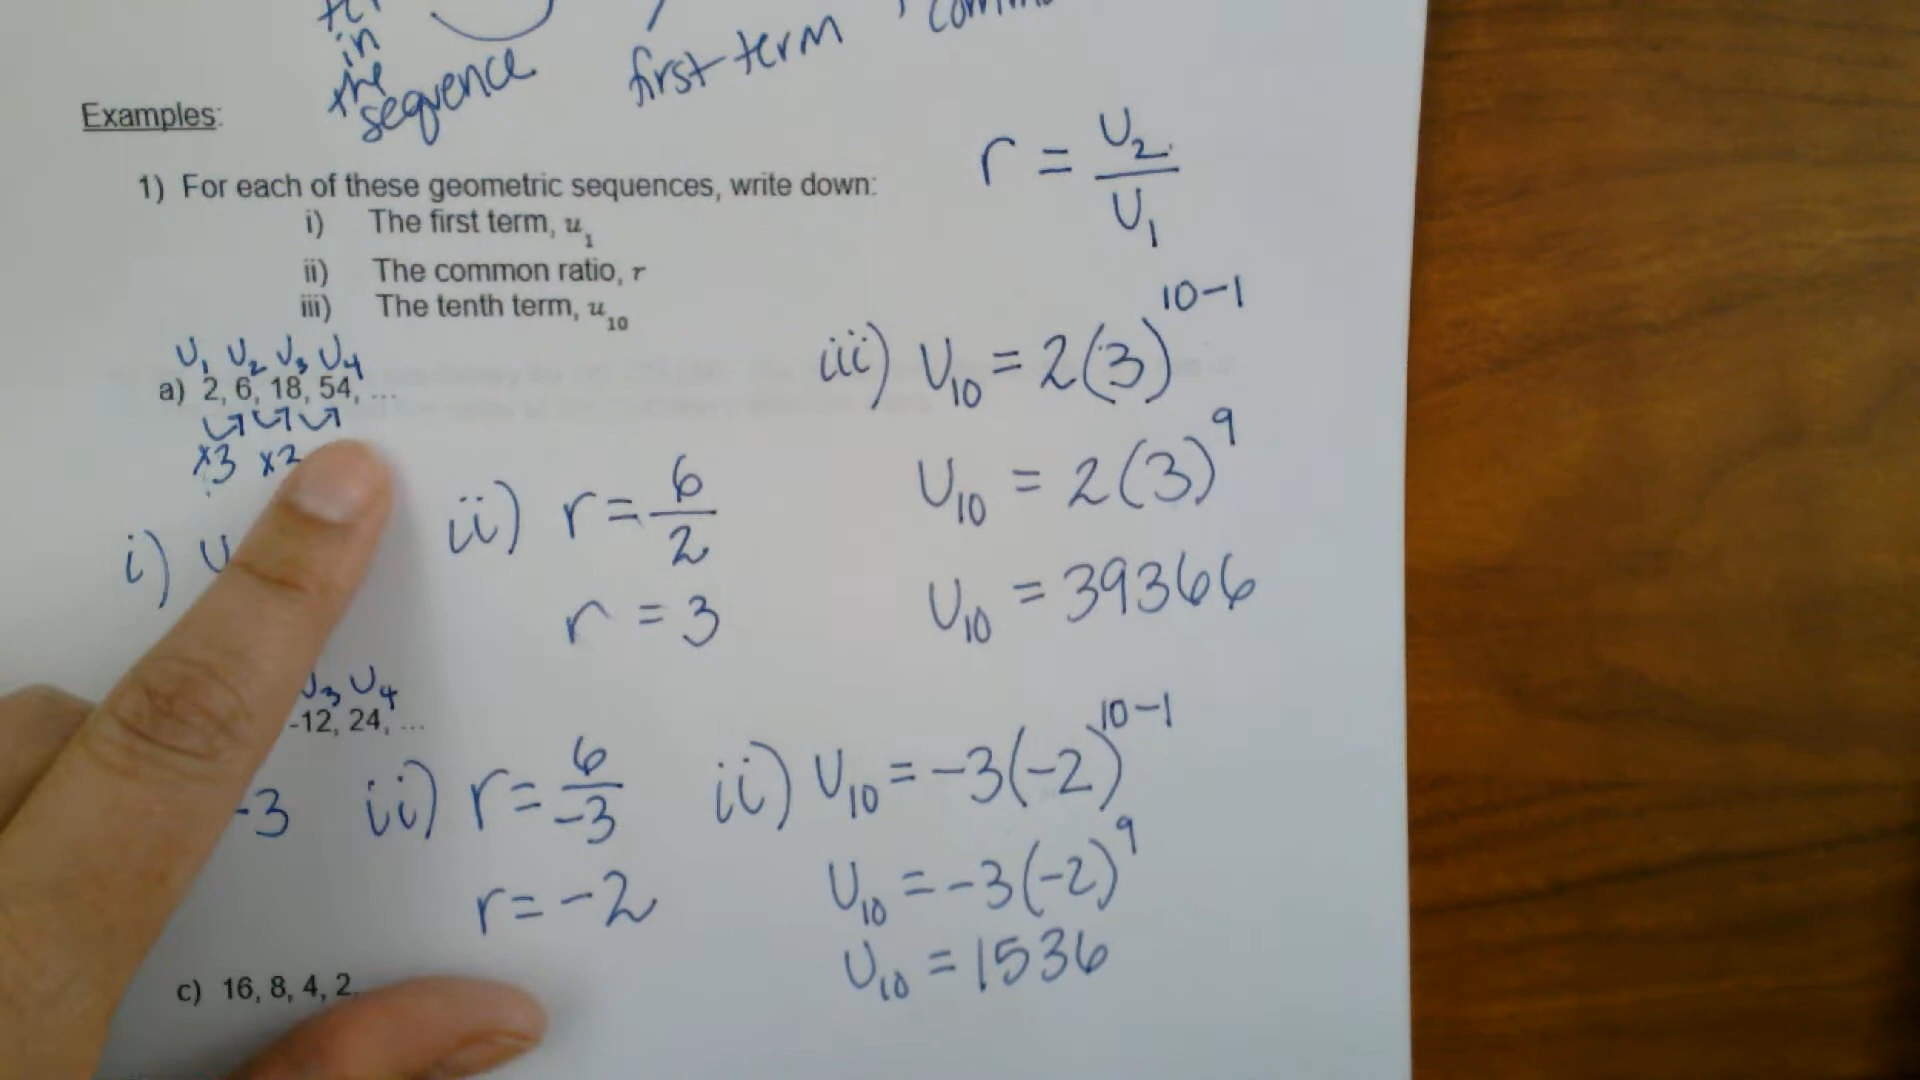 in
the
sequence
first term
Examples:
r = U2/U1
1) For each of these geometric sequences, write down:
i) The first term, u1
ii) The common ratio, r
iii) The tenth term, u10
U1 U2 U3 U4
a) 2, 6, 18, 54, ...
x3 x2
i) U
ii) r = 6/2
r = 3
iii) U10 = 2(3)^10-1
U10 = 2(3)^9
U10 = 39366
U3 U4
-12, 24, ...
-3
ii) r = 6/-3
r = -2
ii) U10 = -3(-2)^10-1
U10 = -3(-2)^9
U10 = 1536
c) 16, 8, 4, 2,